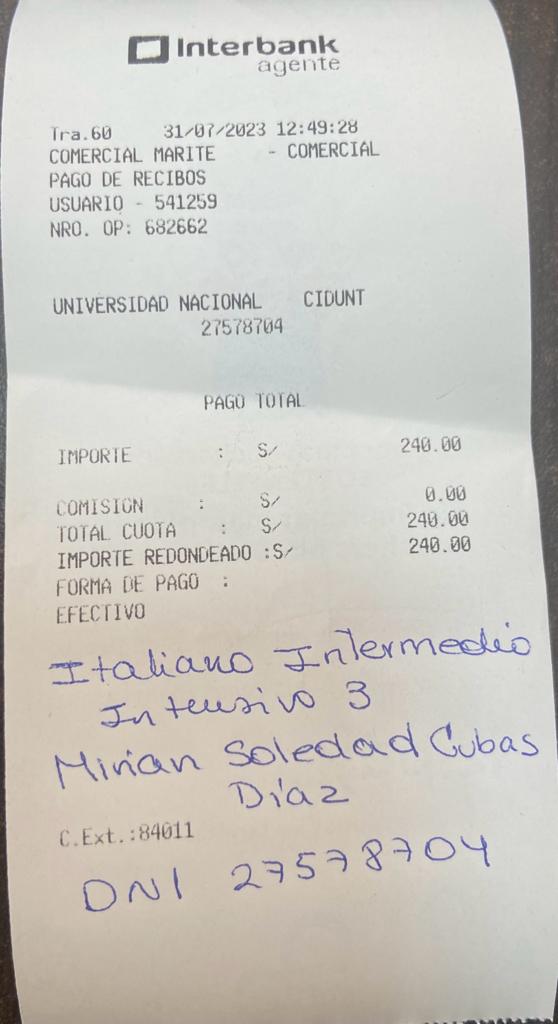 Interbank
agente
Tra.60 31/07/2023 12:49:28
COMERCIAL MARITE - COMERCIAL
PAGO DE RECIBOS
USUARIO - 541259
NRO. OP: 682662
UNIVERSIDAD NACIONAL CIDUNT
27578704
PAGO TOTAL
IMPORTE : S/ 240.00
COMISION : S/ 0.00
TOTAL CUOTA : S/ 240.00
IMPORTE REDONDEADO :S/ 240.00
FORMA DE PAGO :
EFECTIVO
Italiano Intermedio
Intensivo 3
Mirian Soledad Cubas
Díaz
C.Ext.:84011
DNI 27578704